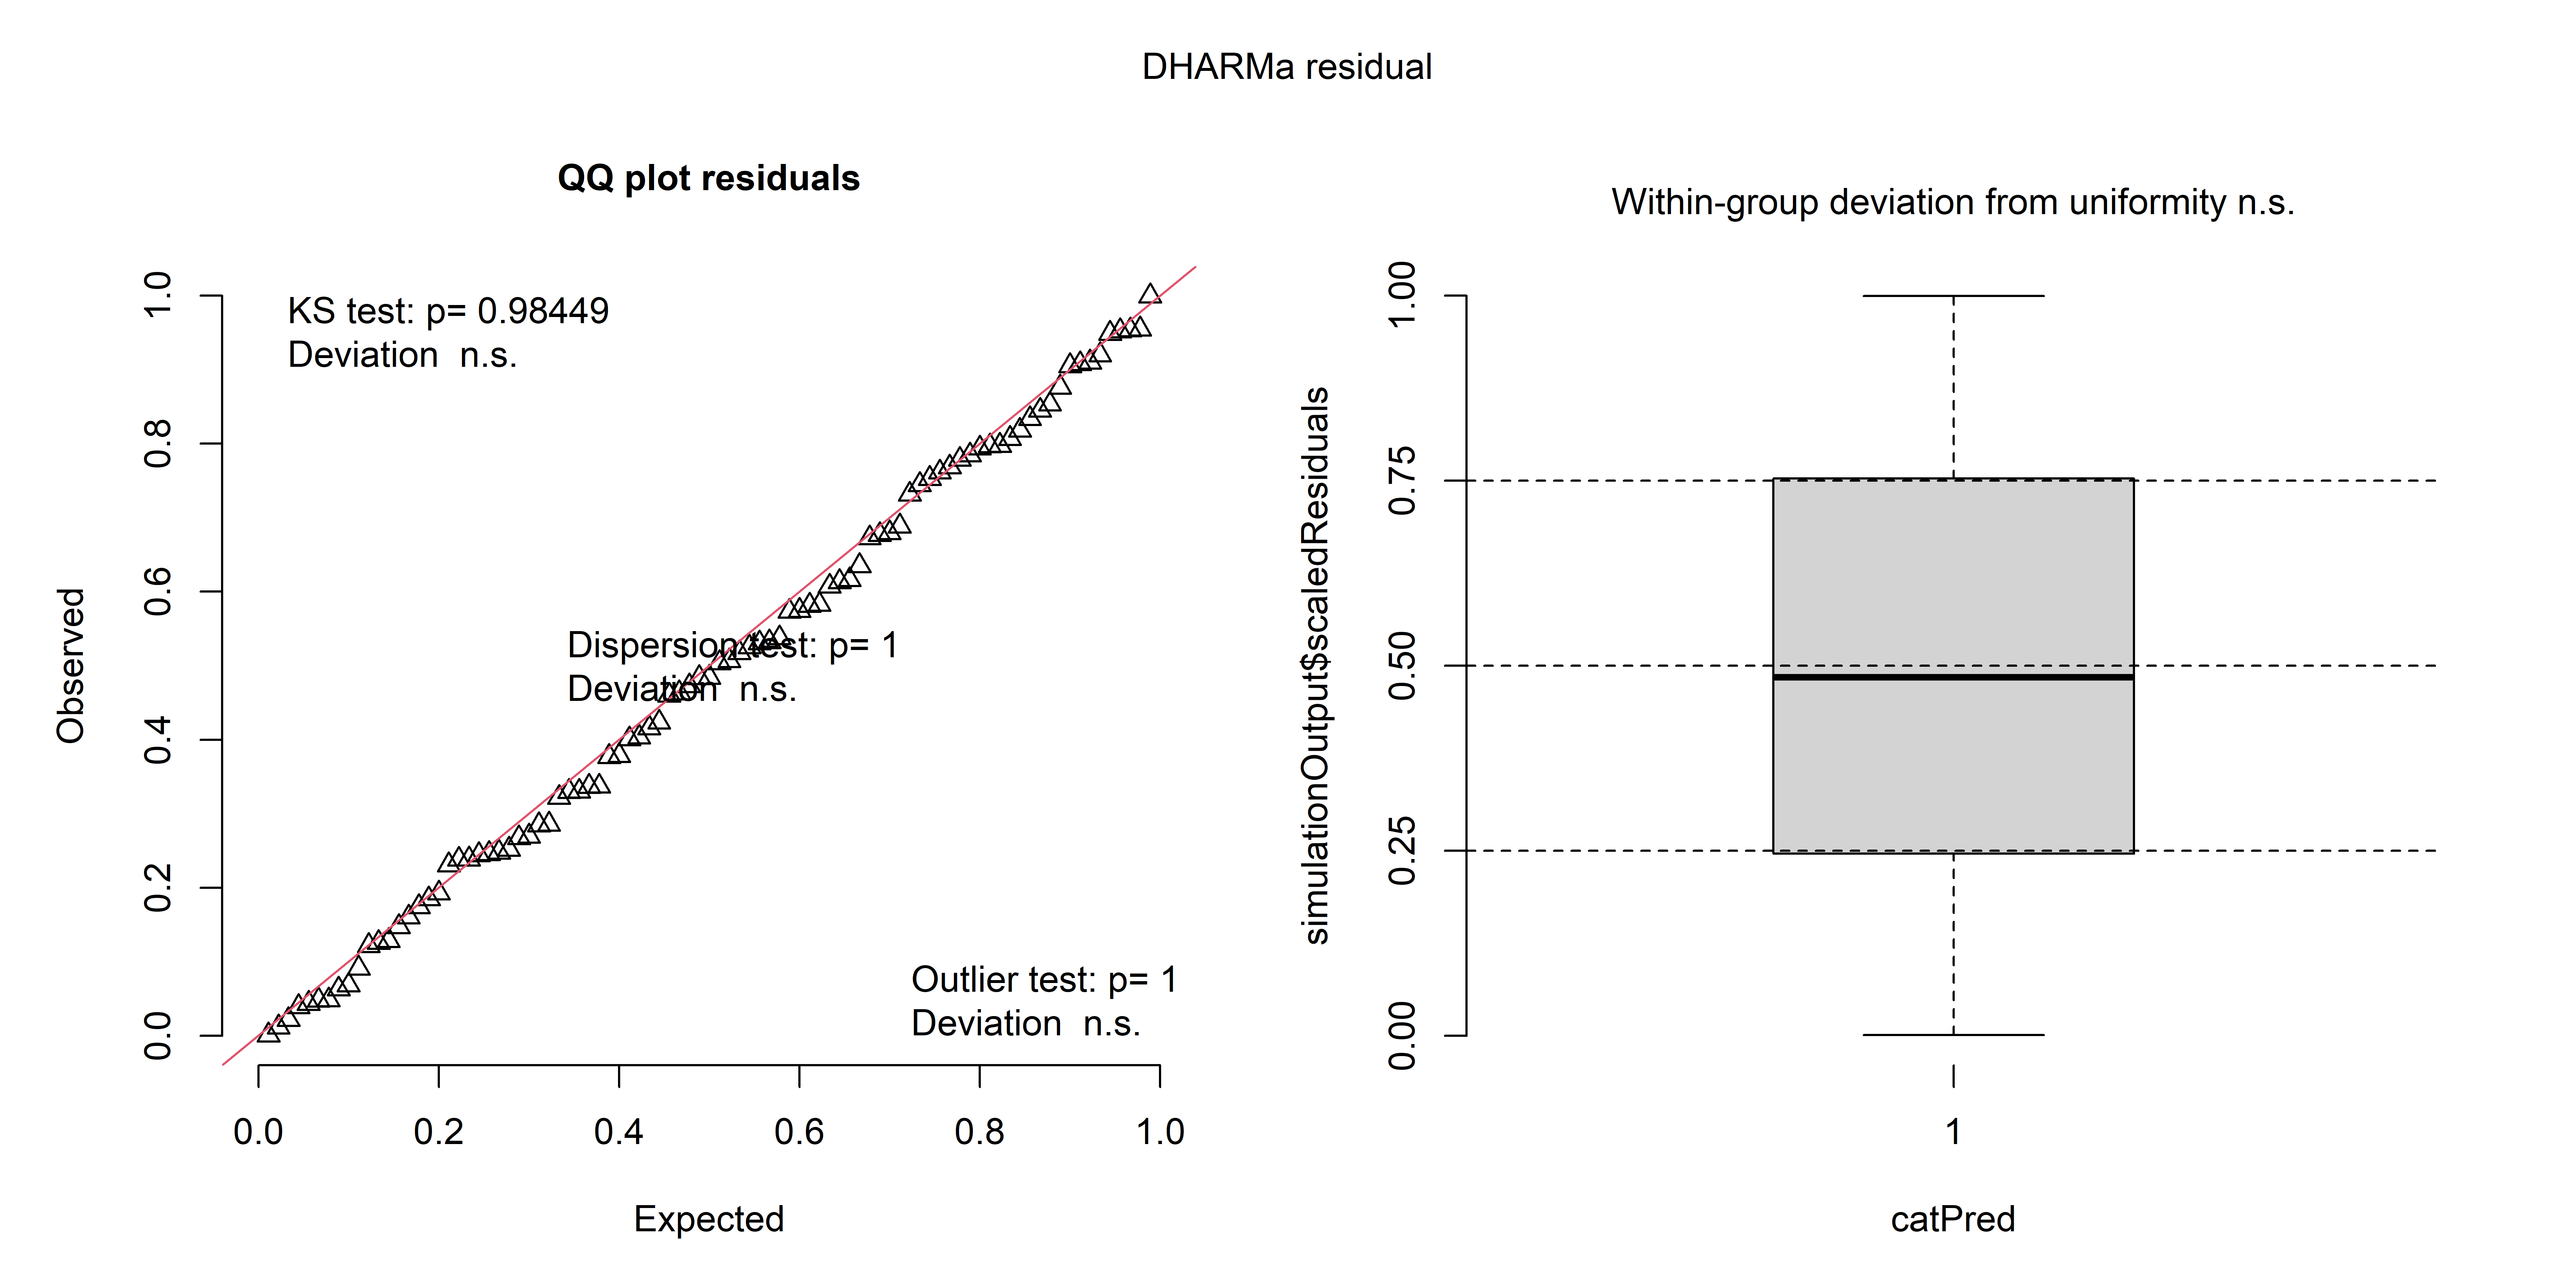 DHARMa residual
QQ plot residuals
KS test: p= 0.98449
Deviation  n.s.
Dispersion test: p= 1
Deviation  n.s.
Outlier test: p= 1
Deviation  n.s.
Observed
0.0
0.2
0.4
0.6
0.8
1.0
0.0
0.2
0.4
0.6
0.8
1.0
Expected
Within-group deviation from uniformity n.s.
simulationOutput$scaledResiduals
0.00
0.25
0.50
0.75
1.00
1
catPred